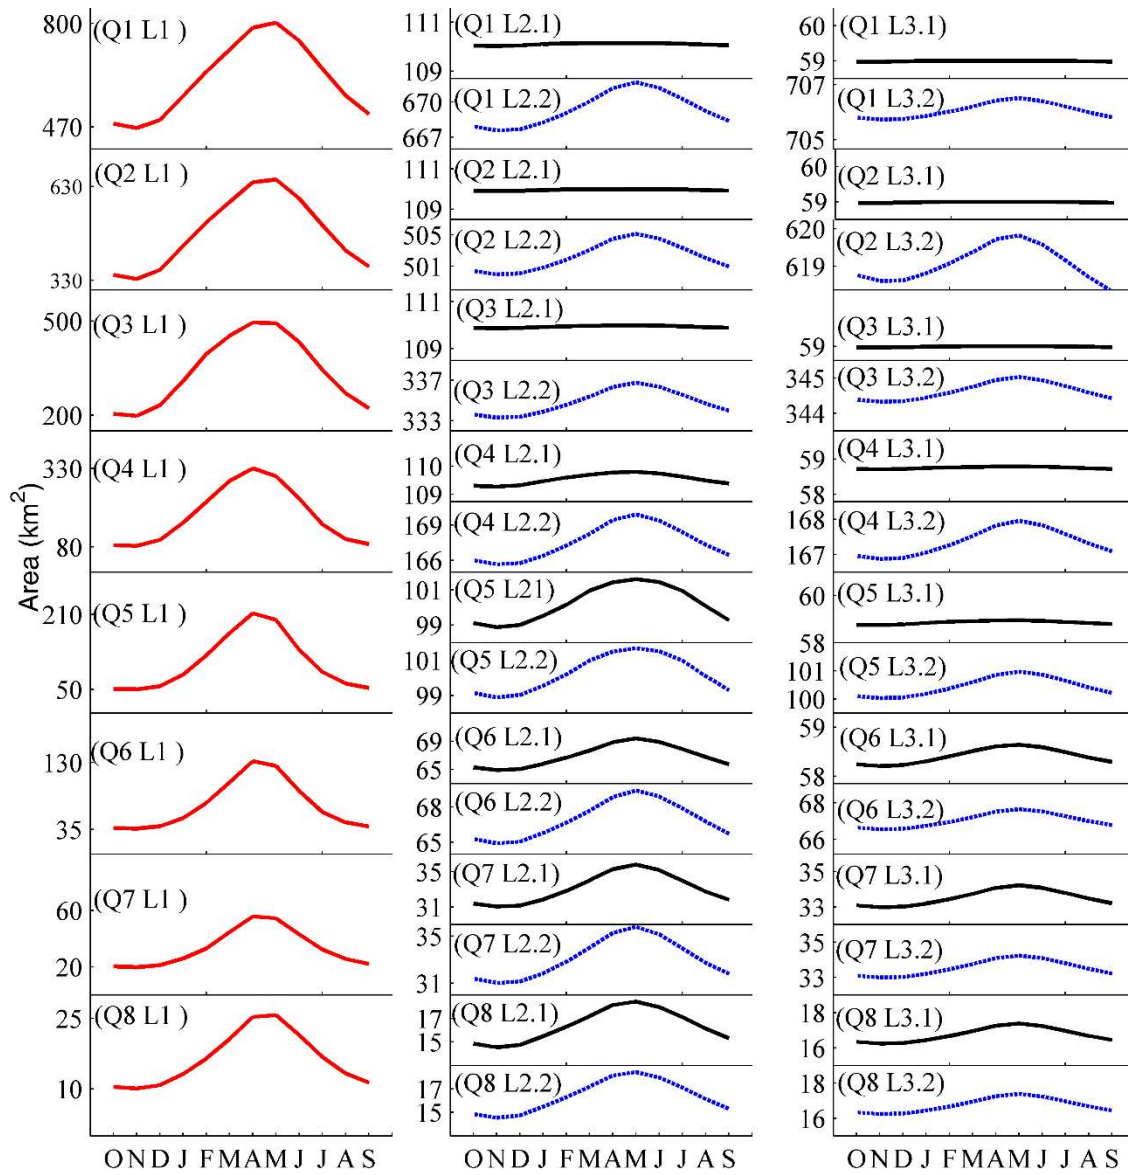 Area (km²)
800
(Q1 L1 )
470
630
(Q2 L1 )
330
500
(Q3 L1 )
200
330
(Q4 L1 )
80
210
(Q5 L1 )
50
130
(Q6 L1 )
35
60
(Q7 L1 )
20
25
(Q8 L1 )
10
O N D J F M A M J J A S
111
(Q1 L2.1)
109
670
(Q1 L2.2)
667
111
(Q2 L2.1)
109
505
(Q2 L2.2)
501
111
(Q3 L2.1)
109
337
(Q3 L2.2)
333
110
(Q4 L2.1)
109
169
(Q4 L2.2)
166
101
(Q5 L21)
99
101
(Q5 L2.2)
99
69
(Q6 L2.1)
65
68
(Q6 L2.2)
65
35
(Q7 L2.1)
31
35
(Q7 L2.2)
31
17
(Q8 L2.1)
15
17
(Q8 L2.2)
15
O N D J F M A M J J A S
60
(Q1 L3.1)
59
707
(Q1 L3.2)
705
60
(Q2 L3.1)
59
620
(Q2 L3.2)
619
(Q3 L3.1)
59
345
(Q3 L3.2)
344
59
(Q4 L3.1)
58
168
(Q4 L3.2)
167
60
(Q5 L3.1)
58
101
(Q5 L3.2)
100
59
(Q6 L3.1)
58
68
(Q6 L3.2)
66
35
(Q7 L3.1)
33
35
(Q7 L3.2)
33
18
(Q8 L3.1)
16
18
(Q8 L3.2)
16
O N D J F M A M J J A S